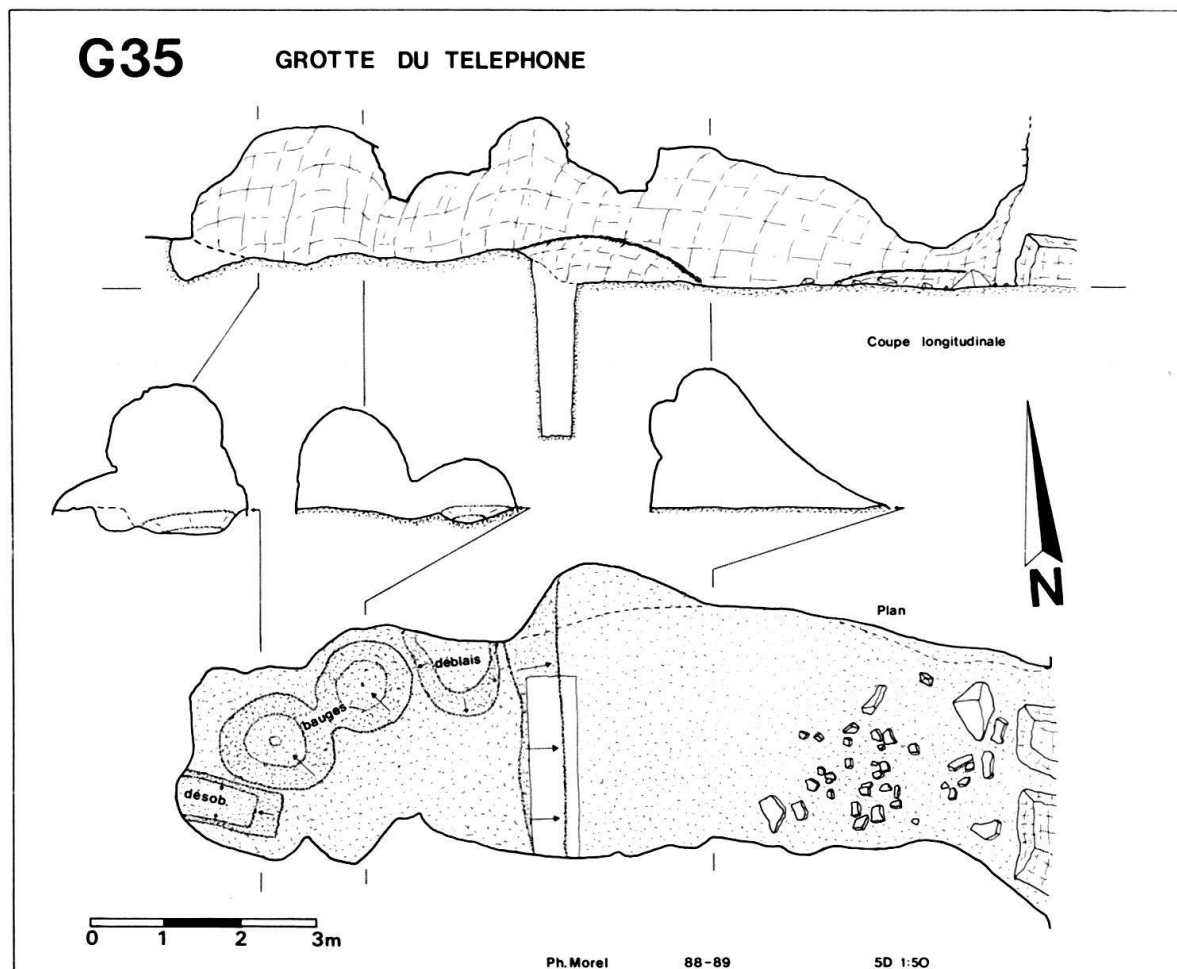 G35 GROTTE DU TELEPHONE
Coupe longitudinale
N
Plan
déblais
bauges
désob.
0 1 2 3m
Ph. Morel 88-89 5D 1:50